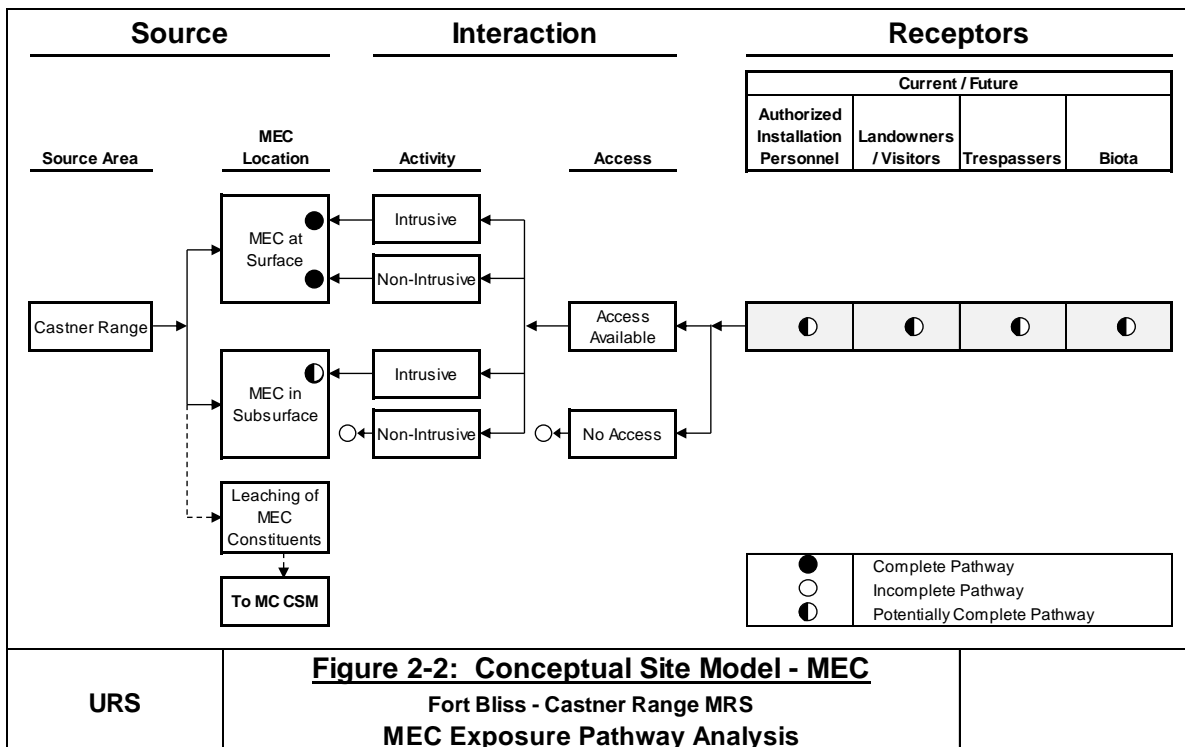 Source
Interaction
Receptors
Current / Future
Authorized
Installation
Personnel
Landowners
/ Visitors
Trespassers
Biota
Source Area
MEC
Location
Activity
Access
MEC at
Surface
Intrusive
Non-Intrusive
Castner Range
Access
Available
MEC in
Subsurface
Intrusive
Non-Intrusive
No Access
Leaching of
MEC
Constituents
To MC CSM
Complete Pathway
Incomplete Pathway
Potentially Complete Pathway
URS
Figure 2-2: Conceptual Site Model - MEC
Fort Bliss - Castner Range MRS
MEC Exposure Pathway Analysis